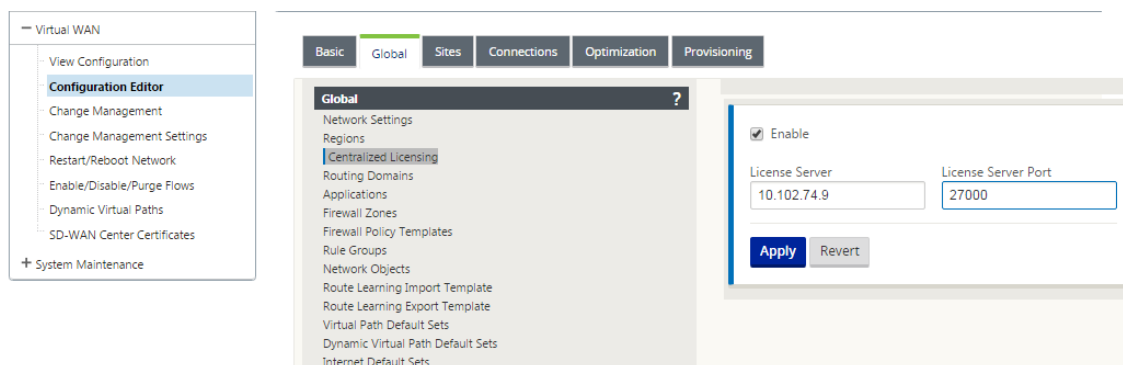 Virtual WAN
View Configuration
Configuration Editor
Change Management
Change Management Settings
Restart/Reboot Network
Enable/Disable/Purge Flows
Dynamic Virtual Paths
SD-WAN Center Certificates
System Maintenance
Basic Global Sites Connections Optimization Provisioning
Global ?
Network Settings
Regions
Centralized Licensing
Routing Domains
Applications
Firewall Zones
Firewall Policy Templates
Rule Groups
Network Objects
Route Learning Import Template
Route Learning Export Template
Virtual Path Default Sets
Dynamic Virtual Path Default Sets
Internet Default Sets
Enable
License Server License Server Port
10.102.74.9 27000
Apply Revert